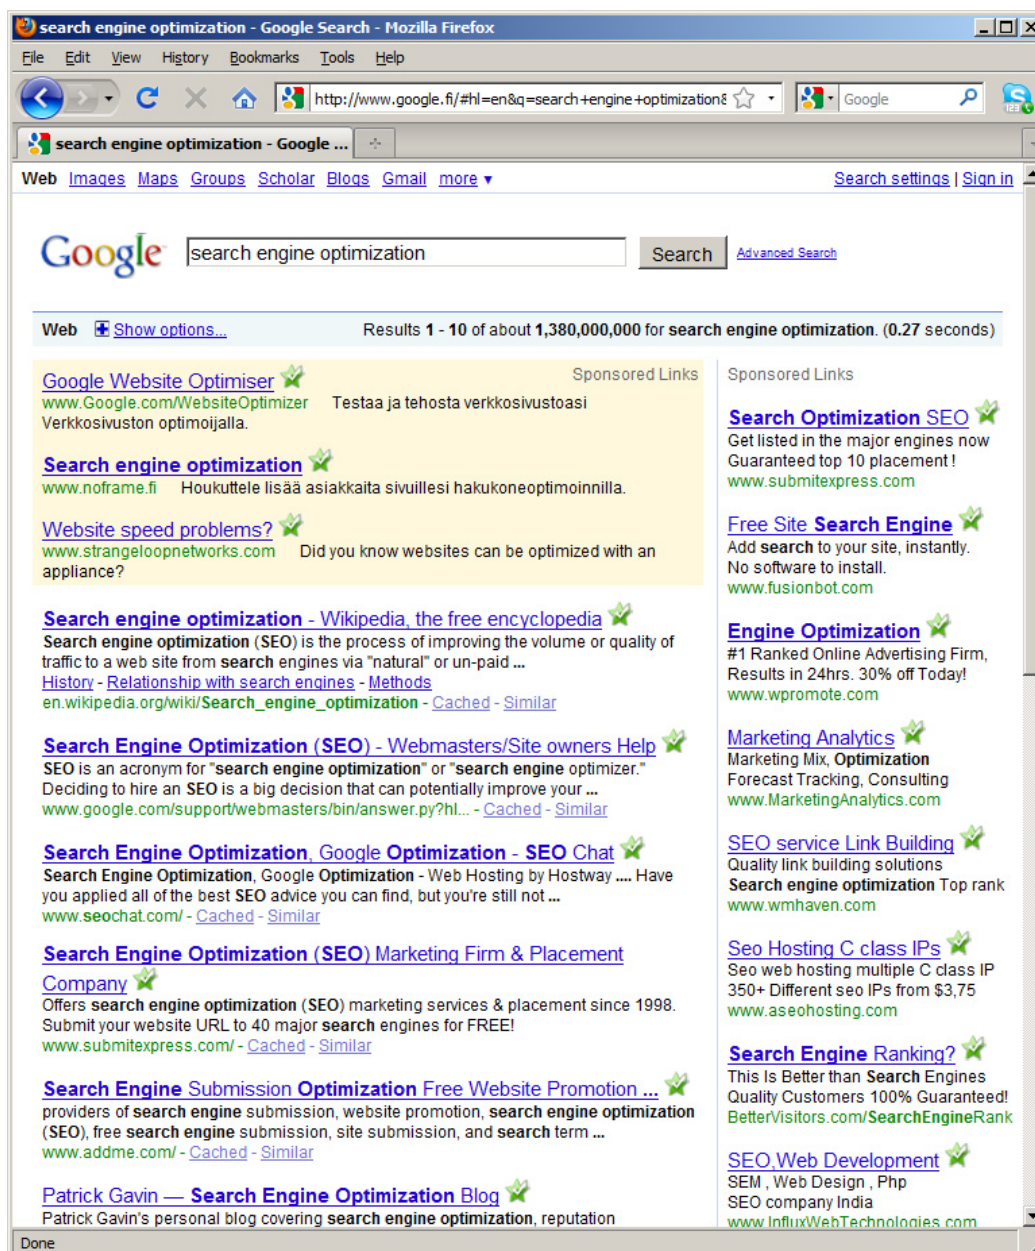 search engine optimization - Google Search - Mozilla Firefox
File Edit View History Bookmarks Tools Help
http://www.google.fi/#hl=en&q=search+engine+optimization& Google
search engine optimization - Google ...
Web Images Maps Groups Scholar Blogs Gmail more ▼ Search settings | Sign in
Google search engine optimization Search Advanced Search
Web Show options... Results 1 - 10 of about 1,380,000,000 for search engine optimization. (0.27 seconds)
Sponsored Links
Google Website Optimiser
www.Google.com/WebsiteOptimizer Testaa ja tehosta verkkosivustoasi
Verkkosivuston optimoijalla.
Search engine optimization
www.noframe.fi Houkuttele lisää asiakkaita sivuillesi hakukoneoptimoinnilla.
Website speed problems?
www.strangeloopnetworks.com Did you know websites can be optimized with an
appliance?
Search engine optimization - Wikipedia, the free encyclopedia
Search engine optimization (SEO) is the process of improving the volume or quality of
traffic to a web site from search engines via "natural" or un-paid ...
History - Relationship with search engines - Methods
en.wikipedia.org/wiki/Search_engine_optimization - Cached - Similar
Search Engine Optimization (SEO) - Webmasters/Site owners Help
SEO is an acronym for "search engine optimization" or "search engine optimizer."
Deciding to hire an SEO is a big decision that can potentially improve your ...
www.google.com/support/webmasters/bin/answer.py?hl... - Cached - Similar
Search Engine Optimization, Google Optimization - SEO Chat
Search Engine Optimization, Google Optimization - Web Hosting by Hostway .... Have
you applied all of the best SEO advice you can find, but you're still not ...
www.seochat.com/ - Cached - Similar
Search Engine Optimization (SEO) Marketing Firm & Placement
Company
Offers search engine optimization (SEO) marketing services & placement since 1998.
Submit your website URL to 40 major search engines for FREE!
www.submitexpress.com/ - Cached - Similar
Search Engine Submission Optimization Free Website Promotion ...
providers of search engine submission, website promotion, search engine optimization
(SEO), free search engine submission, site submission, and search term ...
www.addme.com/ - Cached - Similar
Patrick Gavin — Search Engine Optimization Blog
Patrick Gavin's personal blog covering search engine optimization, reputation
Sponsored Links
Search Optimization SEO
Get listed in the major engines now
Guaranteed top 10 placement !
www.submitexpress.com
Free Site Search Engine
Add search to your site, instantly.
No software to install.
www.fusionbot.com
Engine Optimization
#1 Ranked Online Advertising Firm,
Results in 24hrs. 30% off Today!
www.wpromote.com
Marketing Analytics
Marketing Mix, Optimization
Forecast Tracking, Consulting
www.MarketingAnalytics.com
SEO service Link Building
Quality link building solutions
Search engine optimization Top rank
www.wmhaven.com
Seo Hosting C class IPs
Seo web hosting multiple C class IP
350+ Different seo IPs from $3,75
www.aseohosting.com
Search Engine Ranking?
This Is Better than Search Engines
Quality Customers 100% Guaranteed!
BetterVisitors.com/SearchEngineRank
SEO,Web Development
SEM , Web Design , Php
SEO company India
www.InfluxWebTechnologies.com
Done